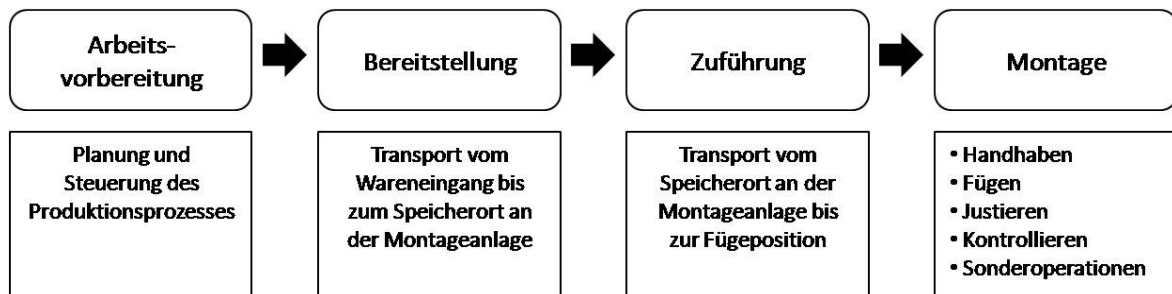 Arbeits-
vorbereitung
Bereitstellung
Zuführung
Montage
Planung und
Steuerung des
Produktionsprozesses
Transport vom
Wareneingang bis
zum Speicherort an
der Montageanlage
Transport vom
Speicherort an der
Montageanlage bis
zur Fügeposition
• Handhaben
• Fügen
• Justieren
• Kontrollieren
• Sonderoperationen